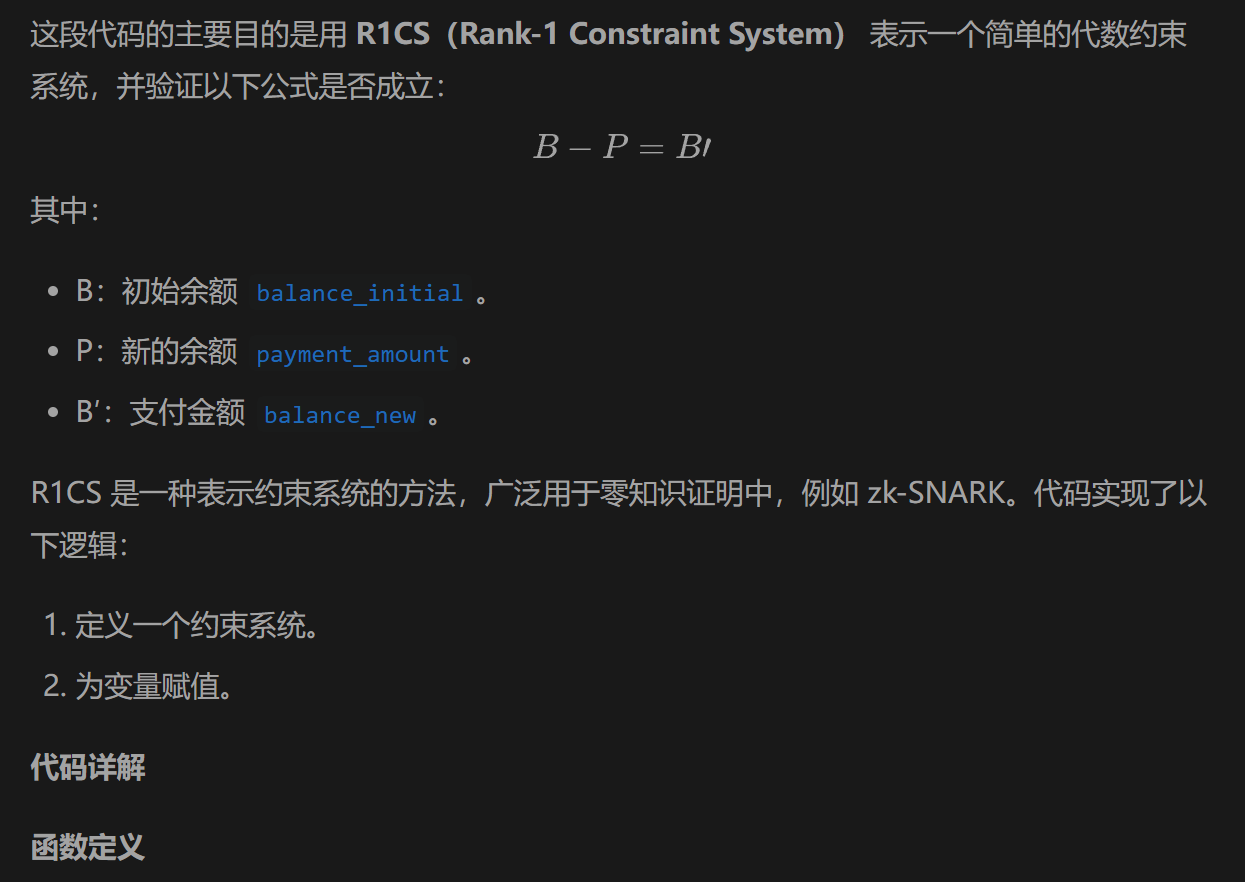 这段代码的主要目的是用 R1CS（Rank-1 Constraint System） 表示一个简单的代数约束
系统，并验证以下公式是否成立：
B − P = B′
其中：
• B：初始余额 balance_initial 。
• P：新的余额 payment_amount 。
• B’：支付金额 balance_new 。
R1CS 是一种表示约束系统的方法，广泛用于零知识证明中，例如 zk-SNARK。代码实现了以
下逻辑：
1. 定义一个约束系统。
2. 为变量赋值。
代码详解
函数定义